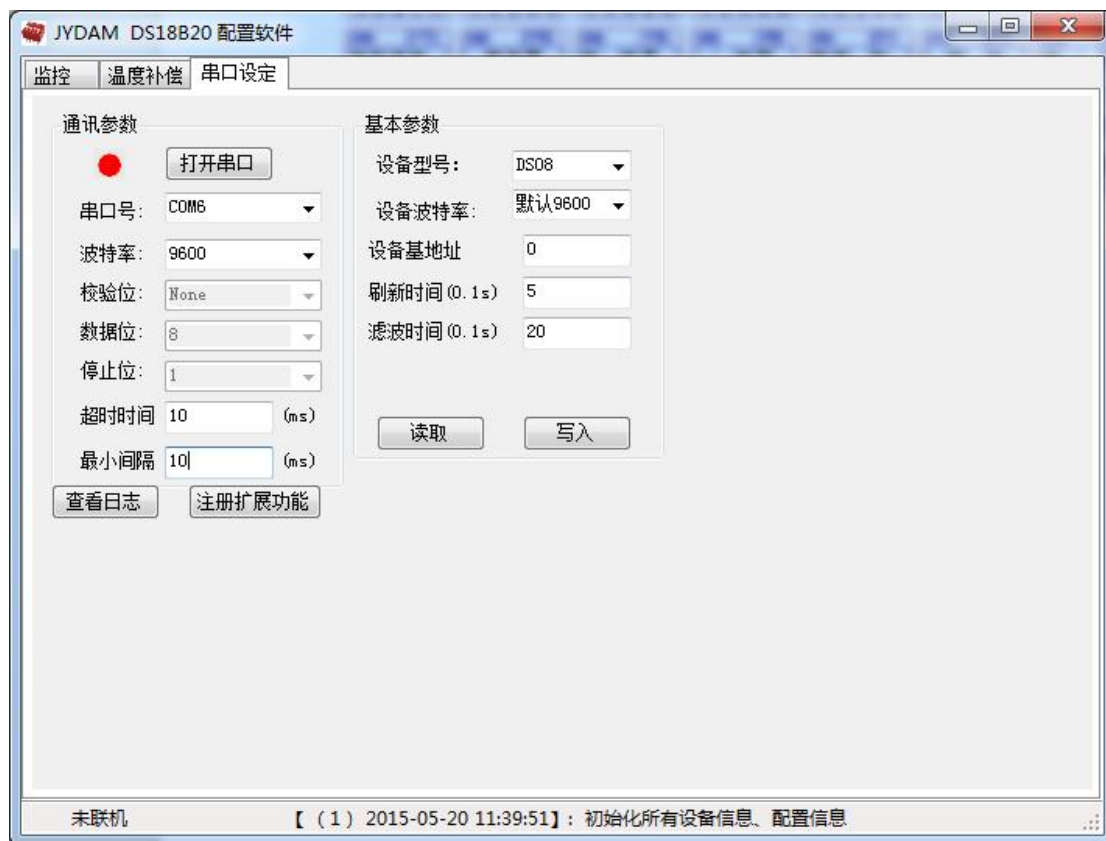 JYDAM DS18B20 配置软件
监控 温度补偿 串口设定
通讯参数
打开串口
串口号: COM6
波特率: 9600
校验位: None
数据位: 8
停止位: 1
超时时间 10 (ms)
最小间隔 10 (ms)
查看日志 注册扩展功能
基本参数
设备型号: DS08
设备波特率: 默认9600
设备基地址 0
刷新时间(0.1s) 5
滤波时间(0.1s) 20
读取 写入
未联机 【 (1) 2015-05-20 11:39:51】: 初始化所有设备信息、配置信息